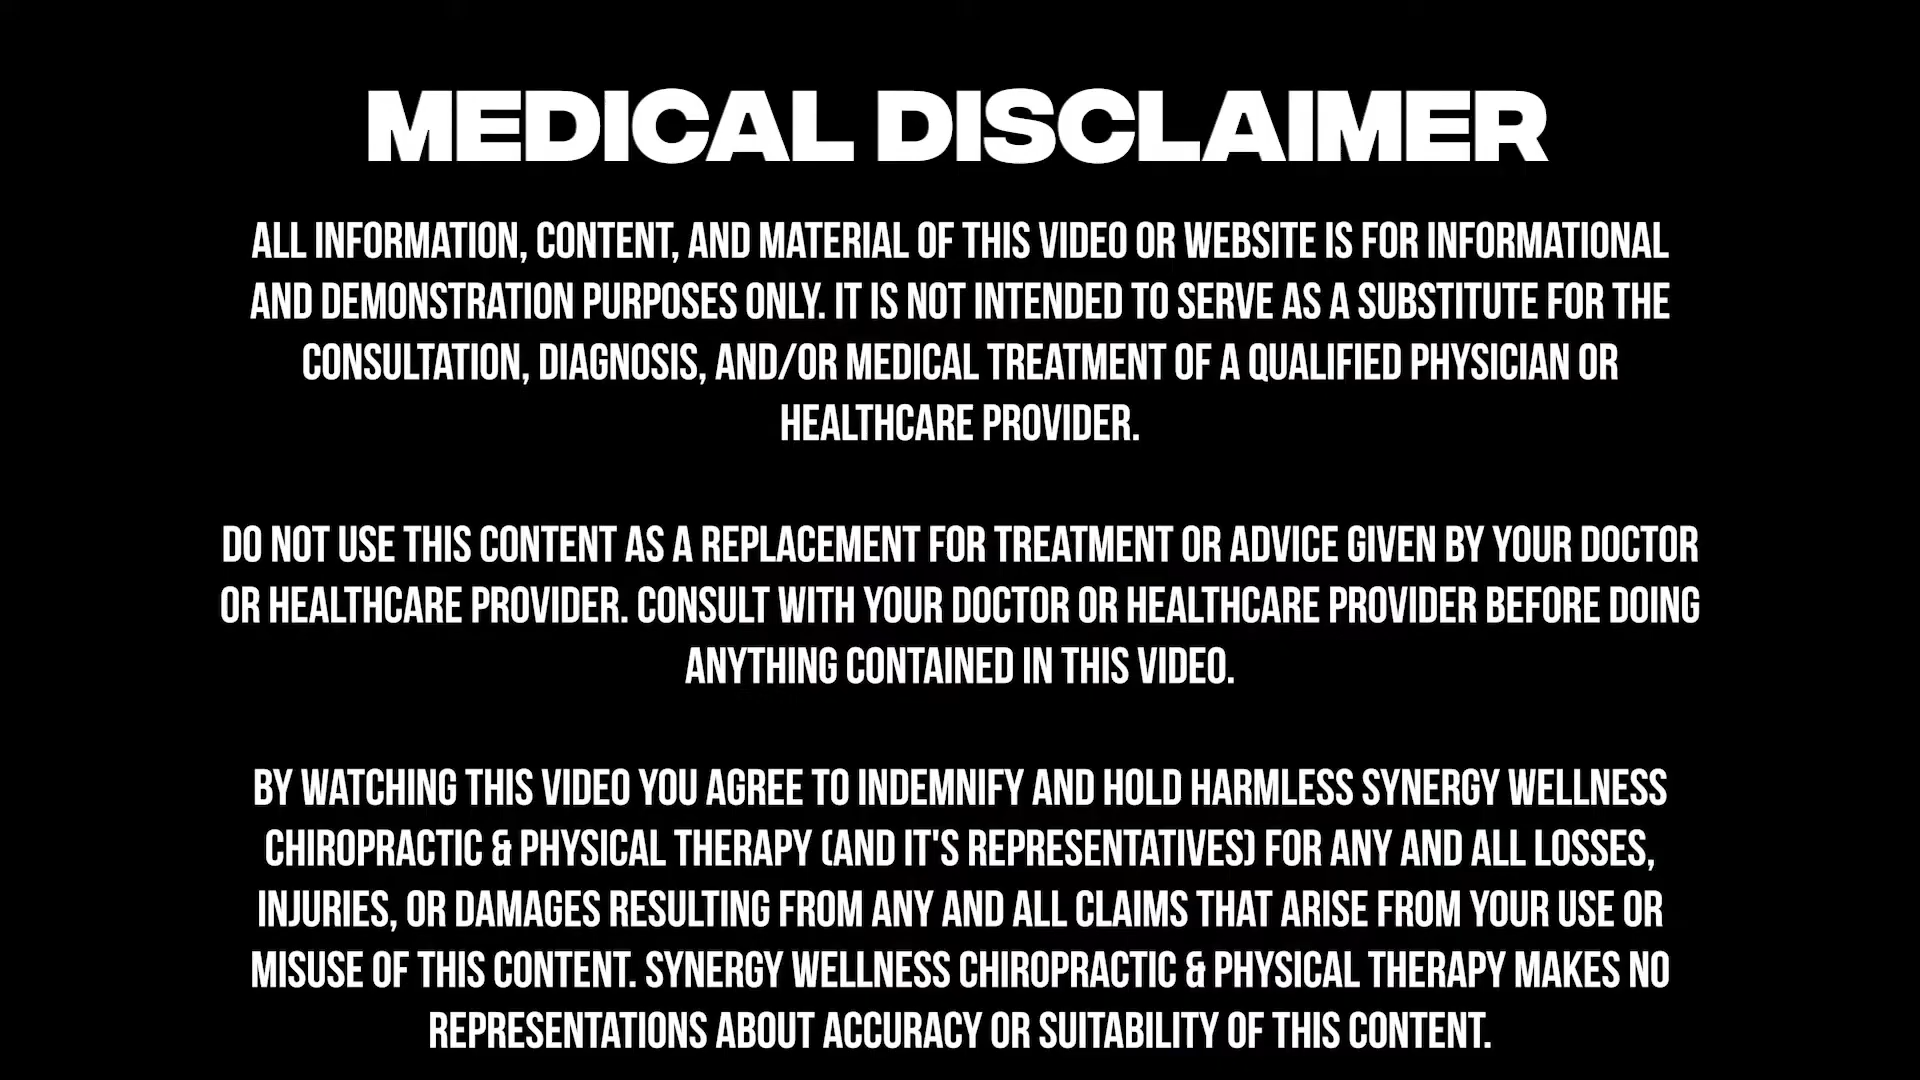 MEDICAL DISCLAIMER
ALL INFORMATION, CONTENT, AND MATERIAL OF THIS VIDEO OR WEBSITE IS FOR INFORMATIONAL
AND DEMONSTRATION PURPOSES ONLY. IT IS NOT INTENDED TO SERVE AS A SUBSTITUTE FOR THE
CONSULTATION, DIAGNOSIS, AND/OR MEDICAL TREATMENT OF A QUALIFIED PHYSICIAN OR
HEALTHCARE PROVIDER.
DO NOT USE THIS CONTENT AS A REPLACEMENT FOR TREATMENT OR ADVICE GIVEN BY YOUR DOCTOR
OR HEALTHCARE PROVIDER. CONSULT WITH YOUR DOCTOR OR HEALTHCARE PROVIDER BEFORE DOING
ANYTHING CONTAINED IN THIS VIDEO.
BY WATCHING THIS VIDEO YOU AGREE TO INDEMNIFY AND HOLD HARMLESS SYNERGY WELLNESS
CHIROPRACTIC & PHYSICAL THERAPY (AND IT'S REPRESENTATIVES) FOR ANY AND ALL LOSSES,
INJURIES, OR DAMAGES RESULTING FROM ANY AND ALL CLAIMS THAT ARISE FROM YOUR USE OR
MISUSE OF THIS CONTENT. SYNERGY WELLNESS CHIROPRACTIC & PHYSICAL THERAPY MAKES NO
REPRESENTATIONS ABOUT ACCURACY OR SUITABILITY OF THIS CONTENT.